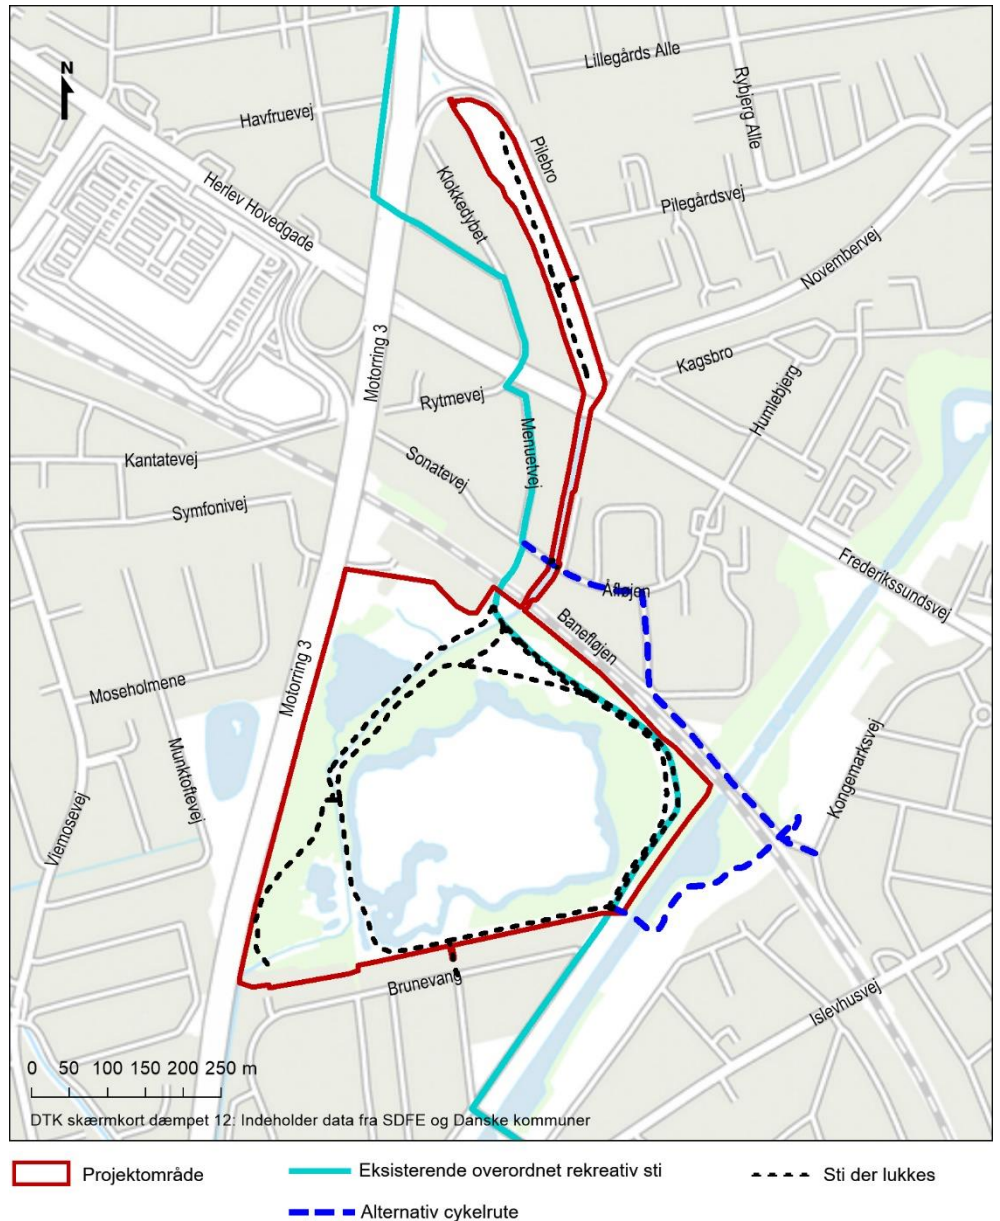 Lillegårds Alle
N
Rybjerg Alle
Havfruevej
Pilebro
Klokkedybet
Herlev Hovedgade
Pilegårdsvej
Novembervej
Motorring 3
Kagsbro
Humlebjerg
Rytmevej
Menuetvej
Kantatevej
Sonatevej
Symfonivej
Frederikssundsvej
Åfløjen
Banefløjen
Motorring 3
Moseholmene
Munktoftevej
Kongemarksvej
Viemosevej
Brunevang
Islevhusvej
0 50 100 150 200 250 m
DTK skærmkort dæmpet 12: Indeholder data fra SDFE og Danske kommuner
Projektområde
Eksisterende overordnet rekreativ sti
Sti der lukkes
Alternativ cykelrute